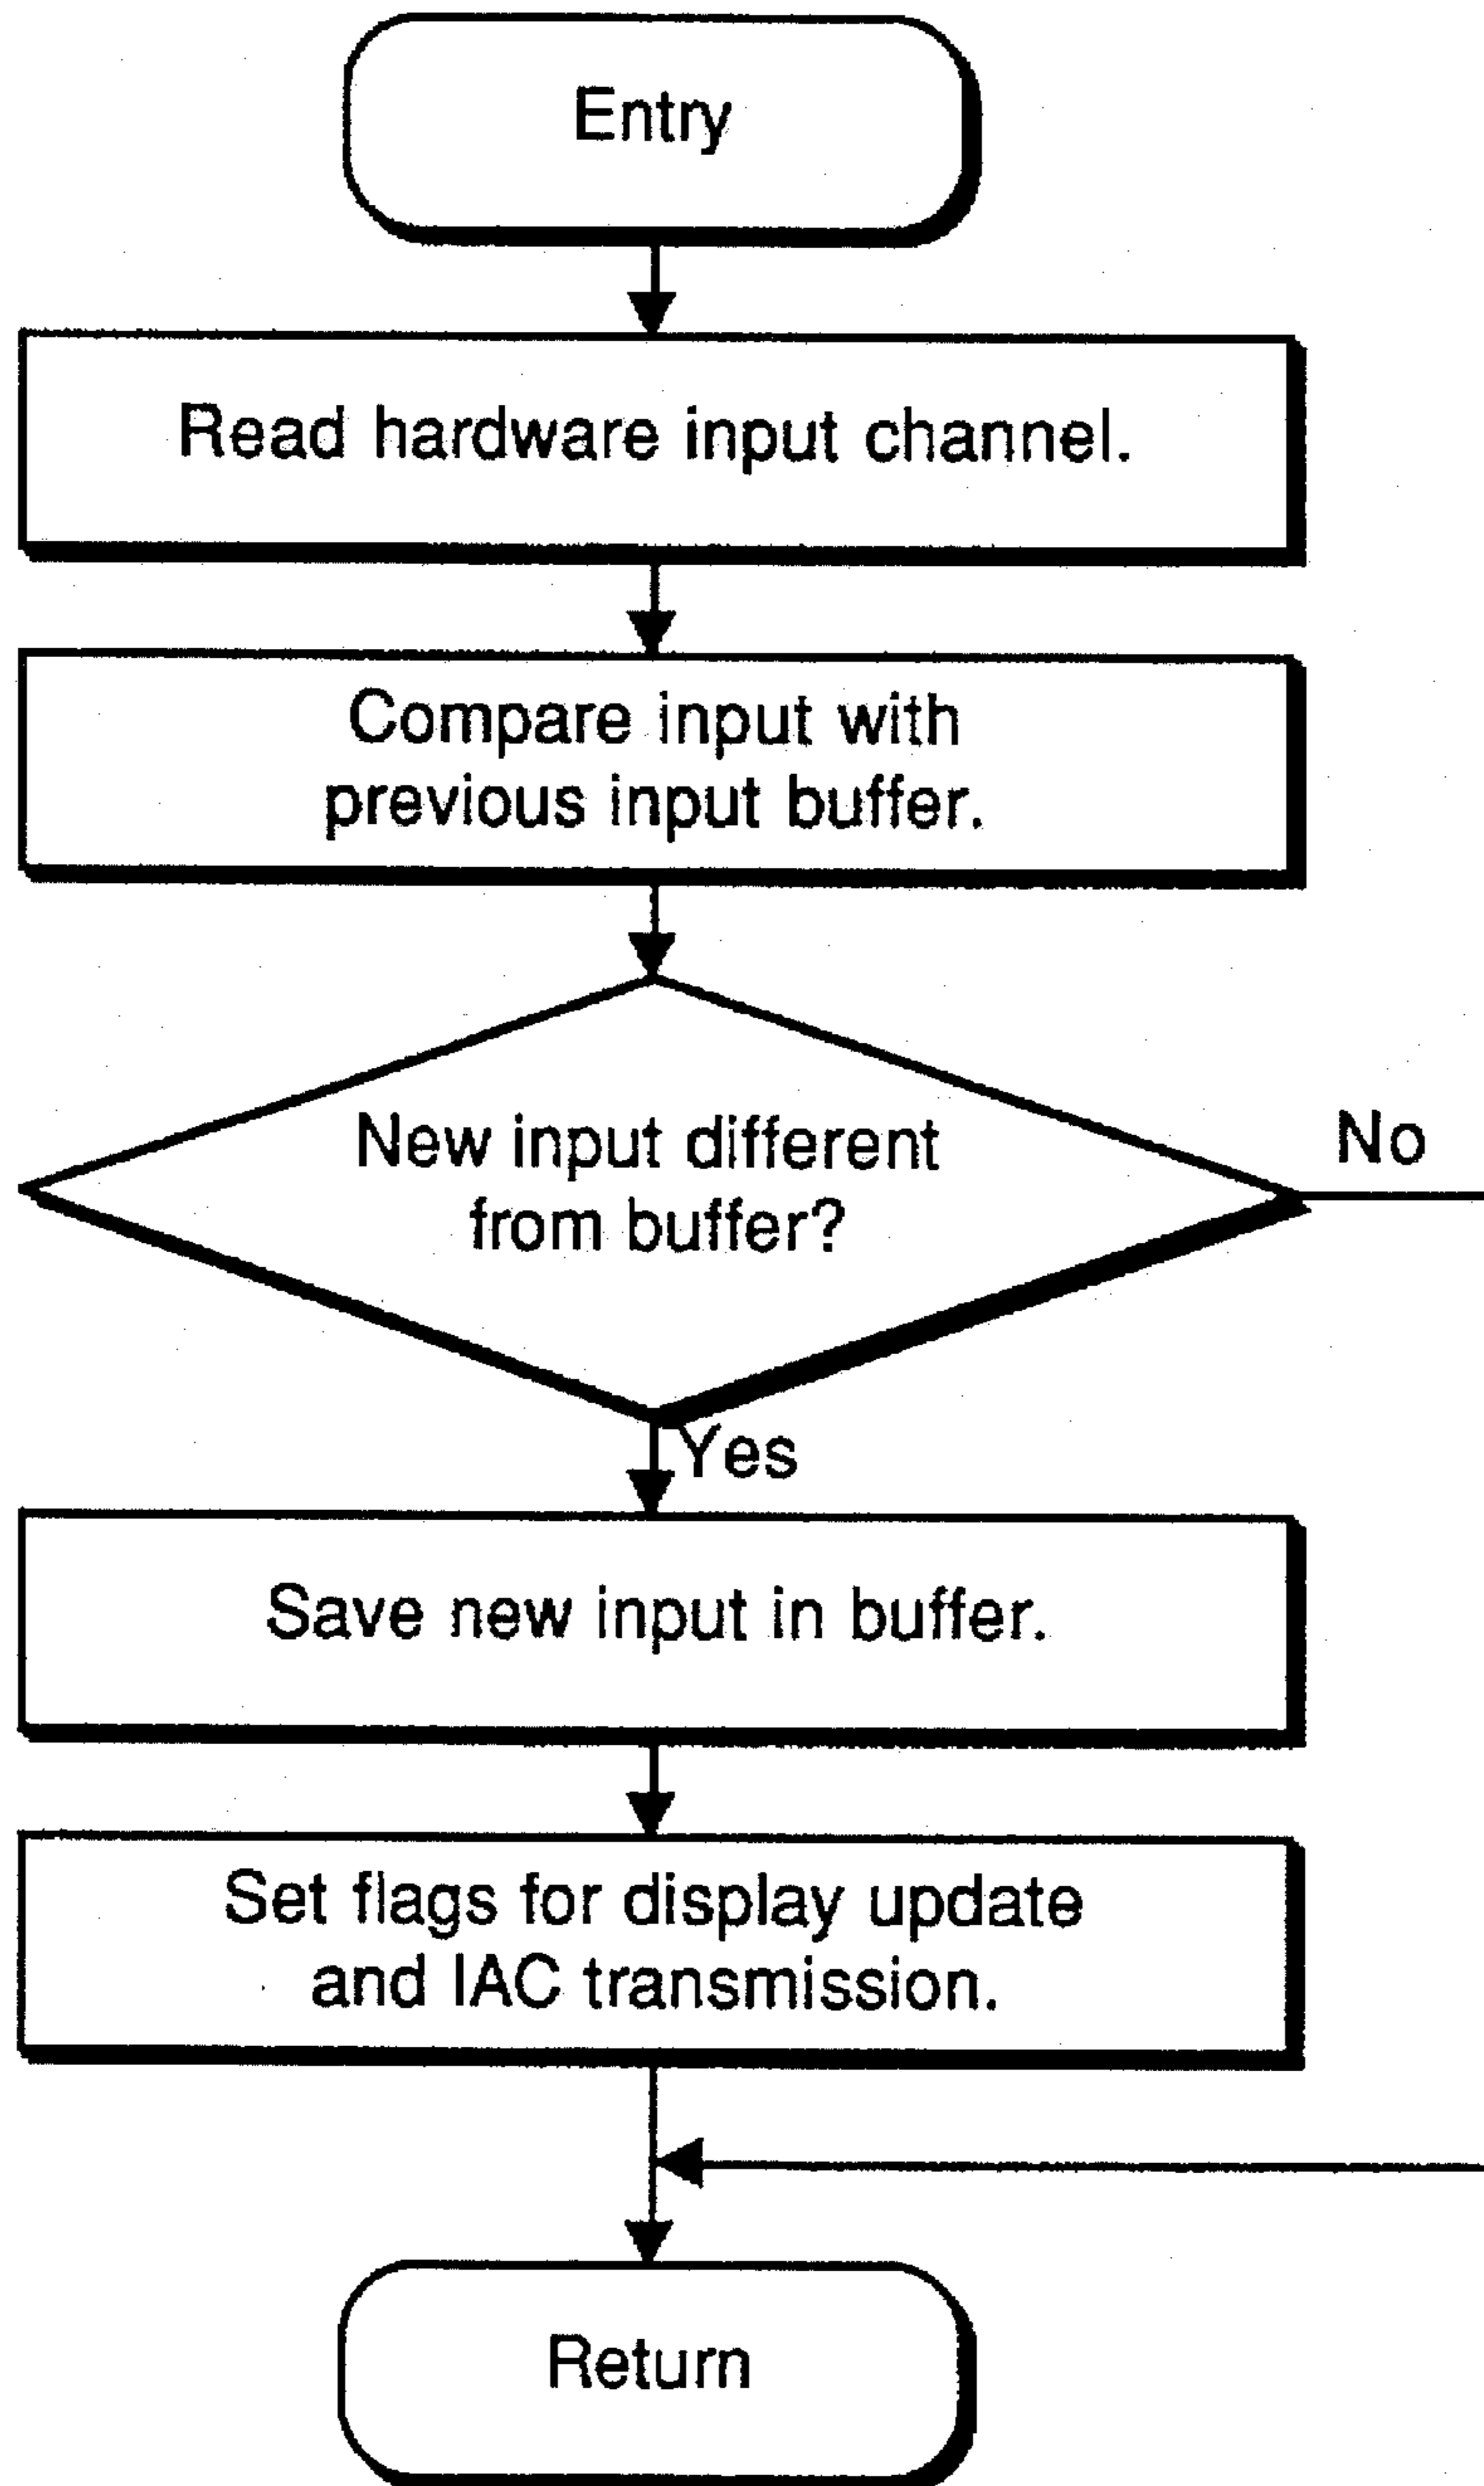 Entry
Read hardware input channel.
Compare input with
previous input buffer.
New input different
from buffer?
No
Yes
Save new input in buffer.
Set flags for display update
and IAC transmission.
Return